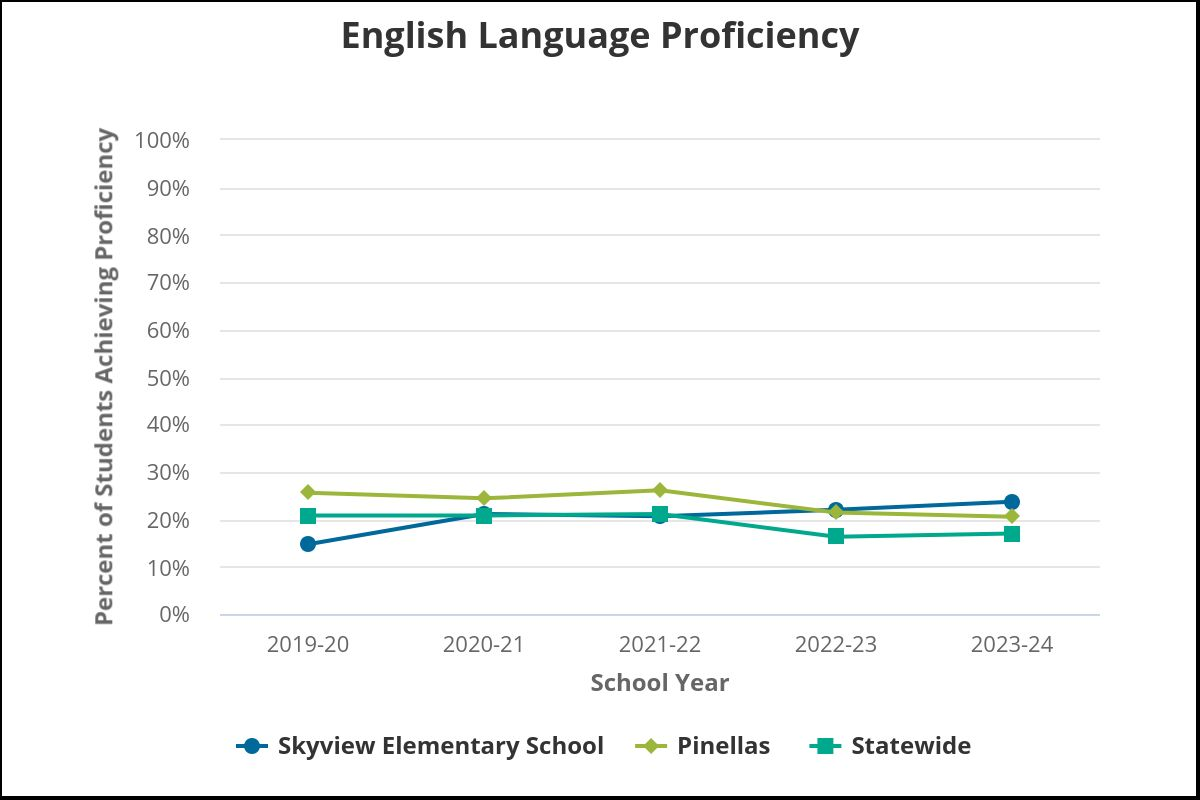 English Language Proficiency
Percent of Students Achieving Proficiency
100%
90%
80%
70%
60%
50%
40%
30%
20%
10%
0%
2019-20 2020-21 2021-22 2022-23 2023-24
School Year
Skyview Elementary School Pinellas Statewide